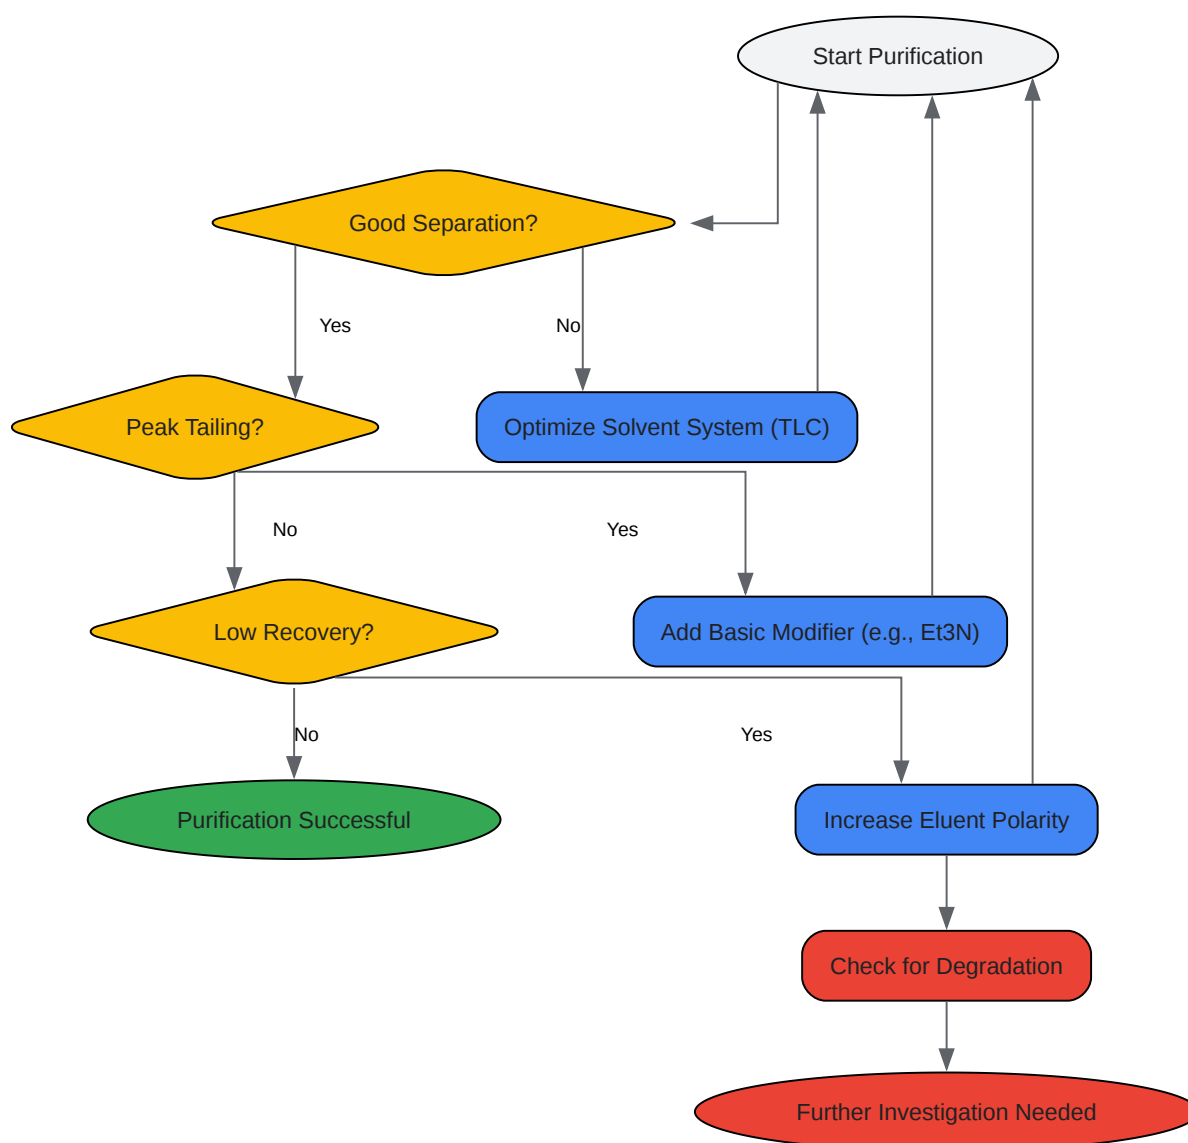 Start Purification
Good Separation?
Yes
No
Peak Tailing?
Optimize Solvent System (TLC)
No
Yes
Low Recovery?
Add Basic Modifier (e.g., Et3N)
No
Yes
Purification Successful
Increase Eluent Polarity
Check for Degradation
Further Investigation Needed